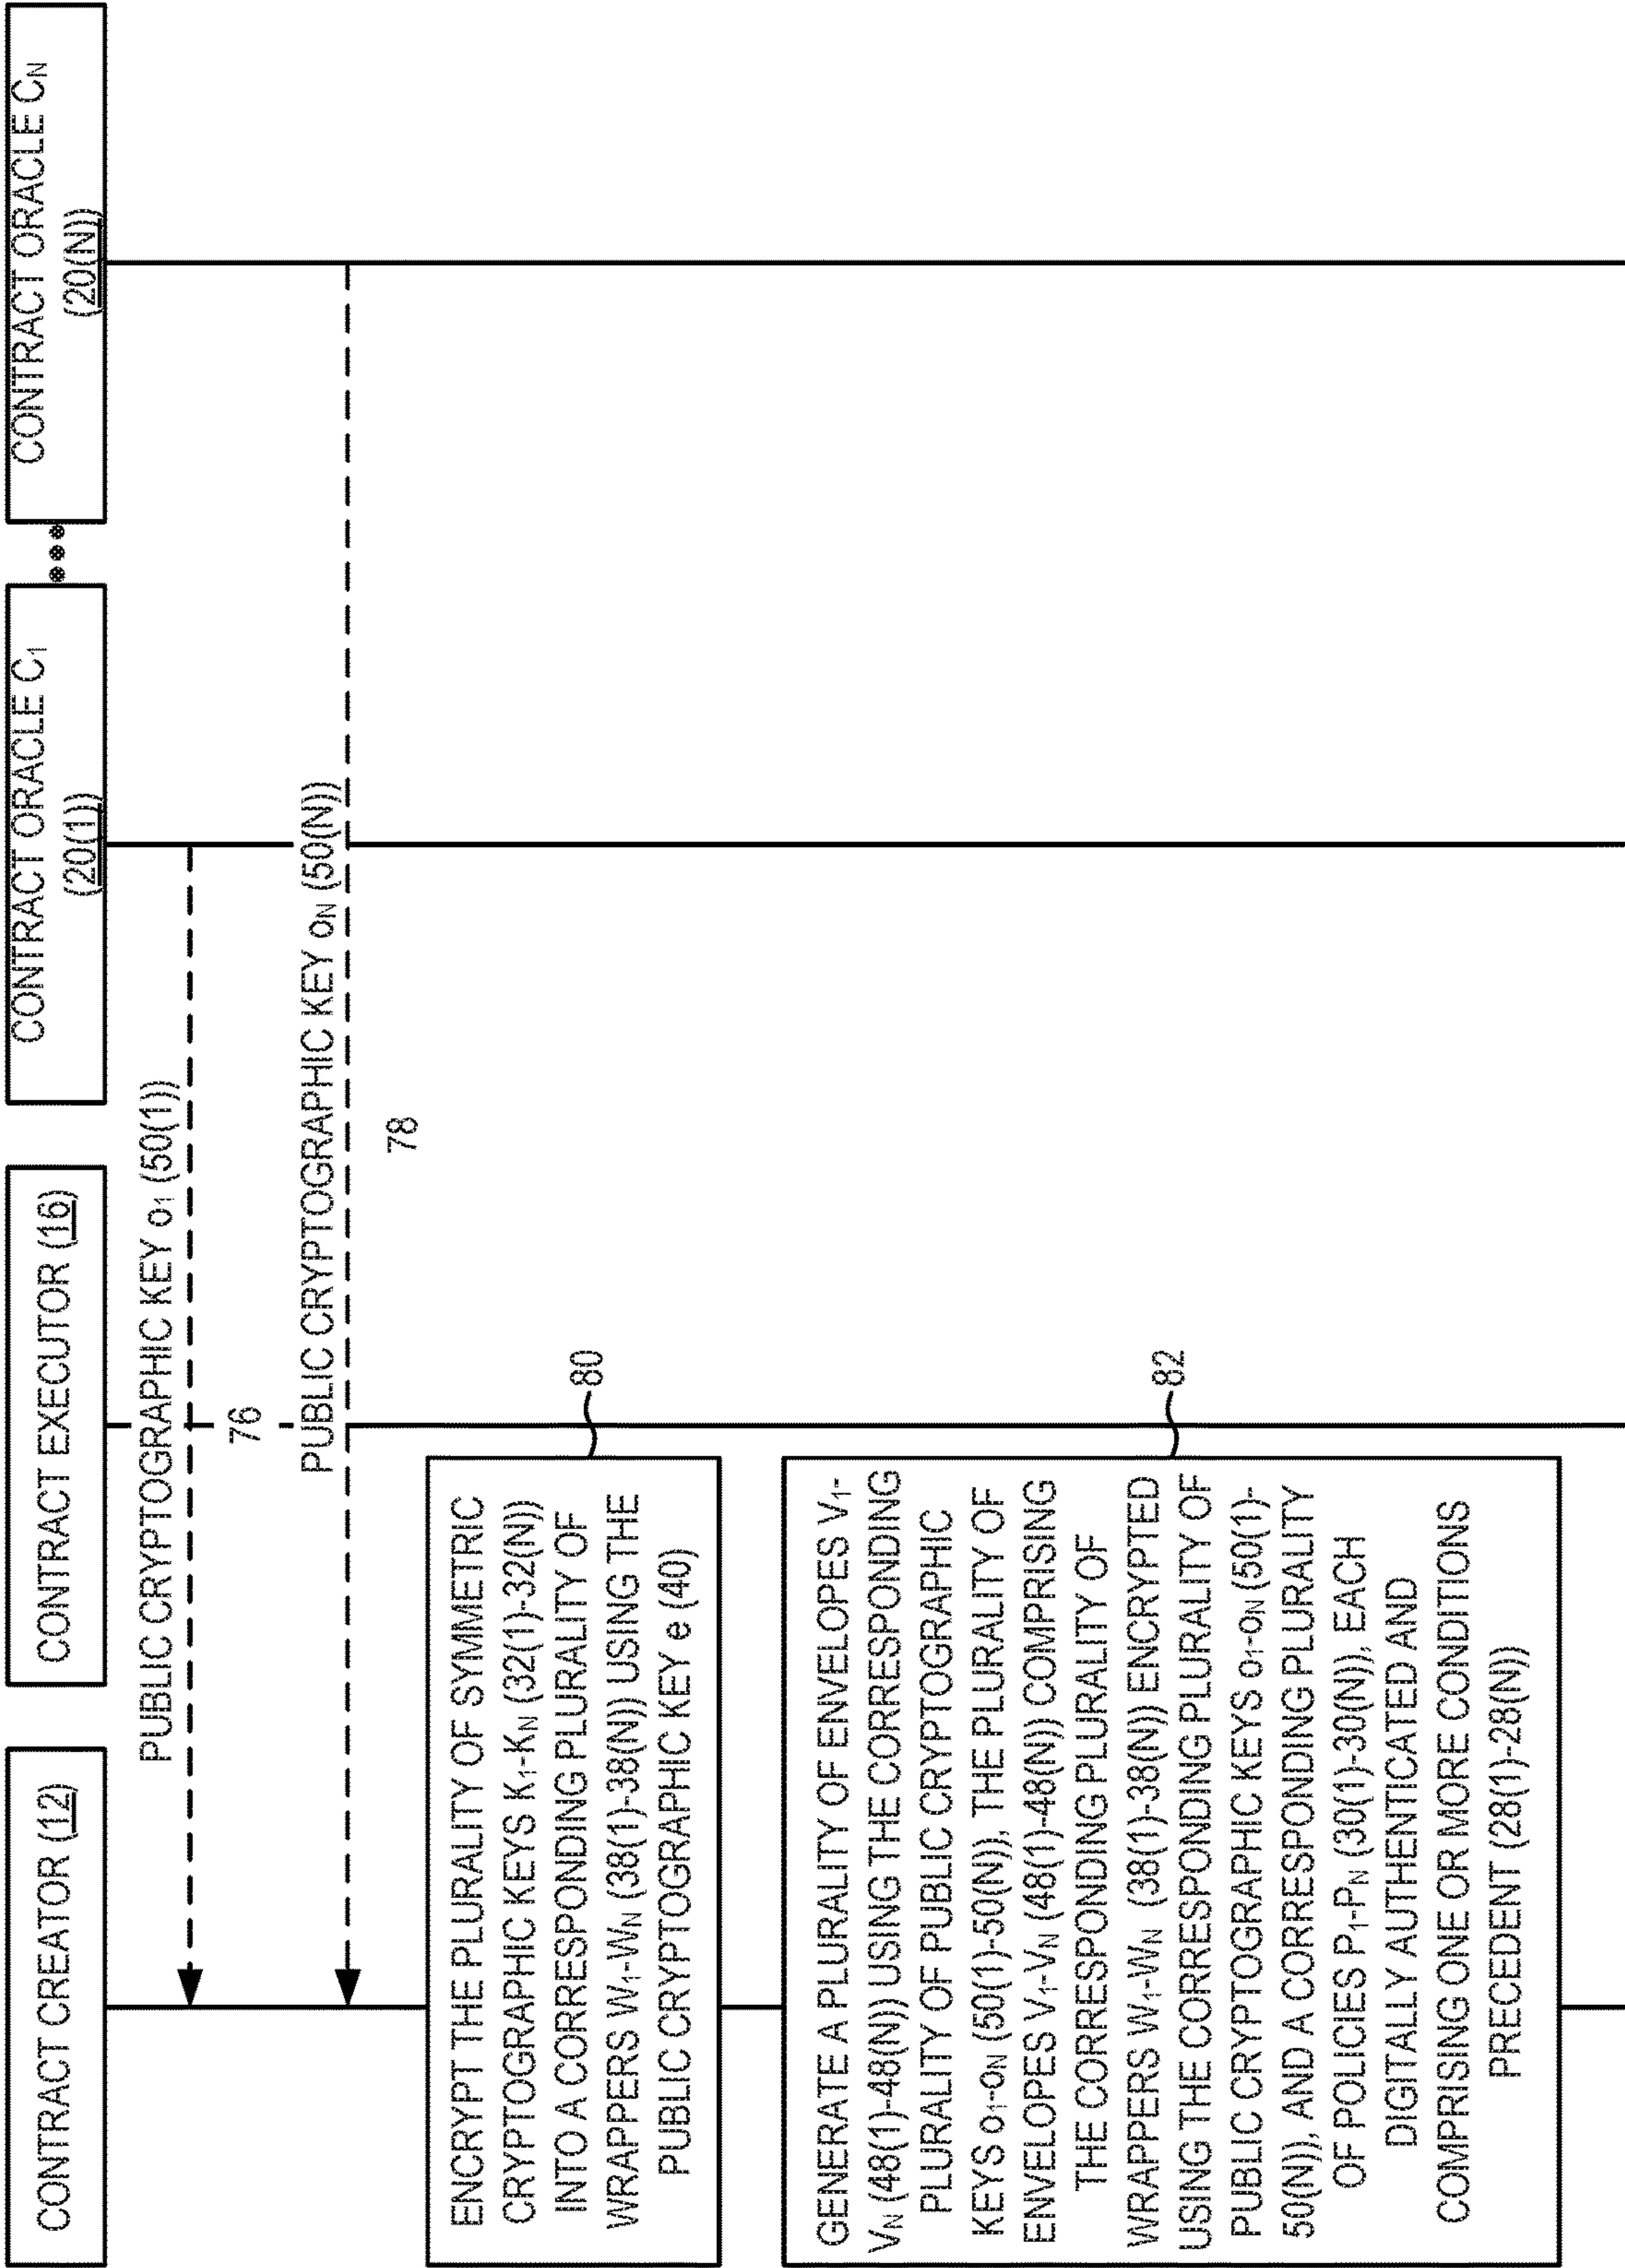 CONTRACT CREATOR (12)
CONTRACT EXECUTOR (16)
CONTRACT ORACLE C1
(20(1))
CONTRACT ORACLE CN
(20(N))
PUBLIC CRYPTOGRAPHIC KEY o1 (50(1))
76
PUBLIC CRYPTOGRAPHIC KEY oN (50(N))
78
ENCRYPT THE PLURALITY OF SYMMETRIC
CRYPTOGRAPHIC KEYS K1-KN (32(1)-32(N))
INTO A CORRESPONDING PLURALITY OF
WRAPPERS W1-WN (38(1)-38(N)) USING THE
PUBLIC CRYPTOGRAPHIC KEY e (40)
80
GENERATE A PLURALITY OF ENVELOPES V1-
VN (48(1)-48(N)) USING THE CORRESPONDING
PLURALITY OF PUBLIC CRYPTOGRAPHIC
KEYS o1-oN (50(1)-50(N)), THE PLURALITY OF
ENVELOPES V1-VN (48(1)-48(N)) COMPRISING
THE CORRESPONDING PLURALITY OF
WRAPPERS W1-WN (38(1)-38(N)) ENCRYPTED
USING THE CORRESPONDING PLURALITY OF
PUBLIC CRYPTOGRAPHIC KEYS o1-oN (50(1)-
50(N)), AND A CORRESPONDING PLURALITY
OF POLICIES P1-PN (30(1)-30(N)), EACH
DIGITALLY AUTHENTICATED AND
COMPRISING ONE OR MORE CONDITIONS
PRECEDENT (28(1)-28(N))
82